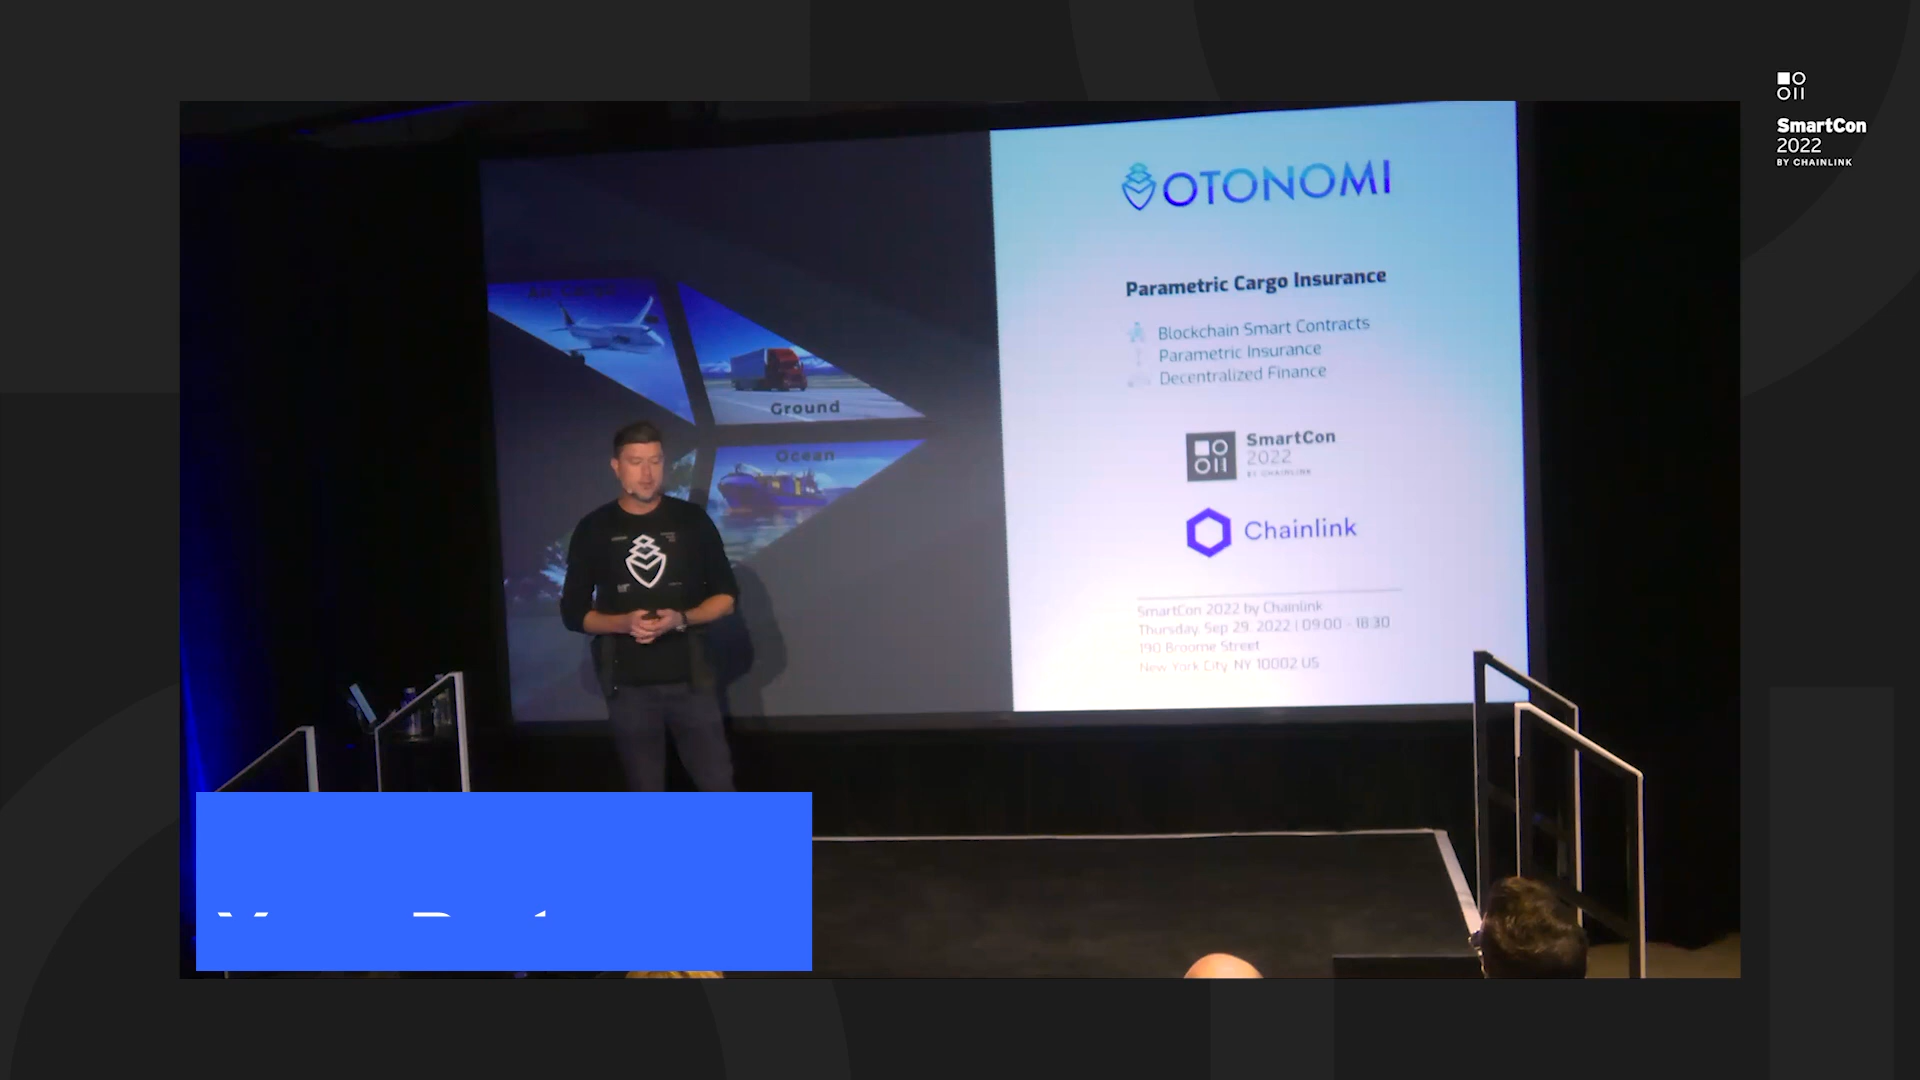 SmartCon
2022
BY CHAINLINK
OTONOMI
Parametric Cargo Insurance
Blockchain Smart Contracts
Parametric Insurance
Decentralized Finance
Ground
Ocean
SmartCon
2022
BY CHAINLINK
Chainlink
SmartCon 2022 by Chainlink
Thursday, Sep 29, 2022 | 09:00 - 18:30
190 Broome Street
New York City, NY 10002 US